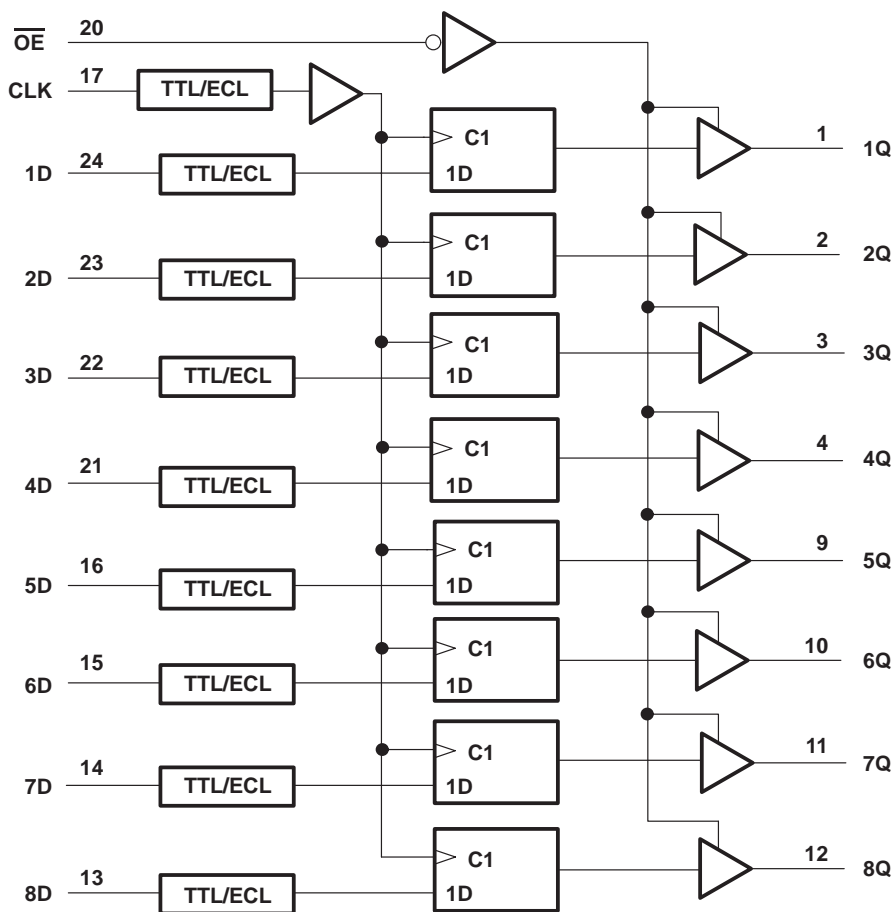 OE 20
CLK 17 TTL/ECL
C1
1D 24 TTL/ECL 1D 1 1Q
C1
2D 23 TTL/ECL 1D 2 2Q
C1
3D 22 TTL/ECL 1D 3 3Q
C1
4D 21 TTL/ECL 1D 4 4Q
C1
5D 16 TTL/ECL 1D 9 5Q
C1
6D 15 TTL/ECL 1D 10 6Q
C1
7D 14 TTL/ECL 1D 11 7Q
C1
8D 13 TTL/ECL 1D 12 8Q